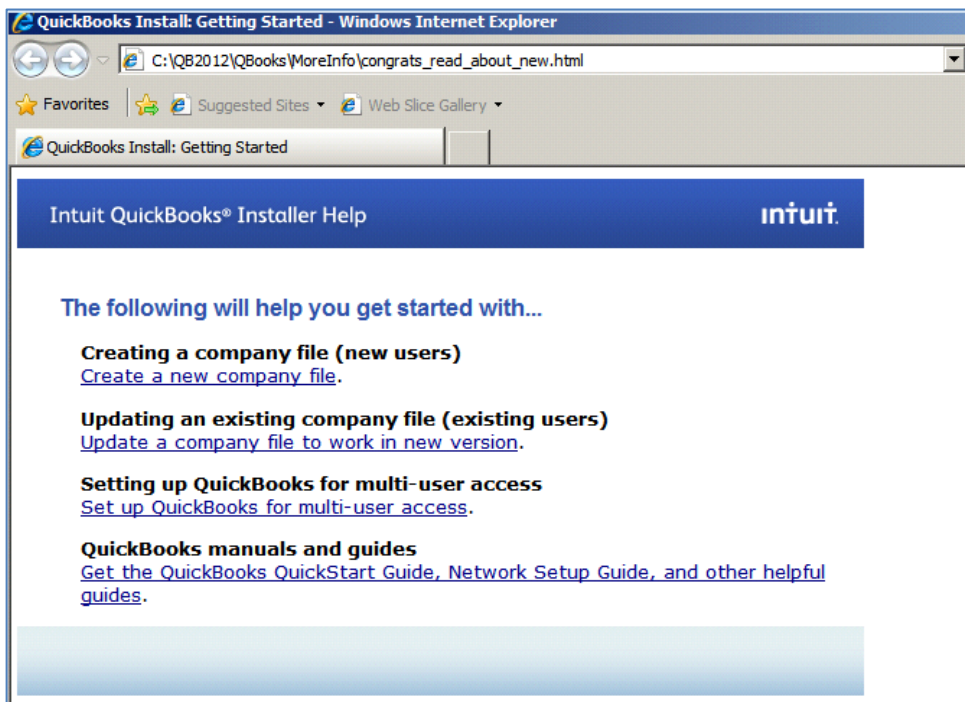 QuickBooks Install: Getting Started - Windows Internet Explorer
C:\QB2012\QBooks\MoreInfo\congrats_read_about_new.html
Favorites Suggested Sites Web Slice Gallery
QuickBooks Install: Getting Started
Intuit QuickBooks® Installer Help intuit.
The following will help you get started with...
Creating a company file (new users)
Create a new company file.
Updating an existing company file (existing users)
Update a company file to work in new version.
Setting up QuickBooks for multi-user access
Set up QuickBooks for multi-user access.
QuickBooks manuals and guides
Get the QuickBooks QuickStart Guide, Network Setup Guide, and other helpful
guides.